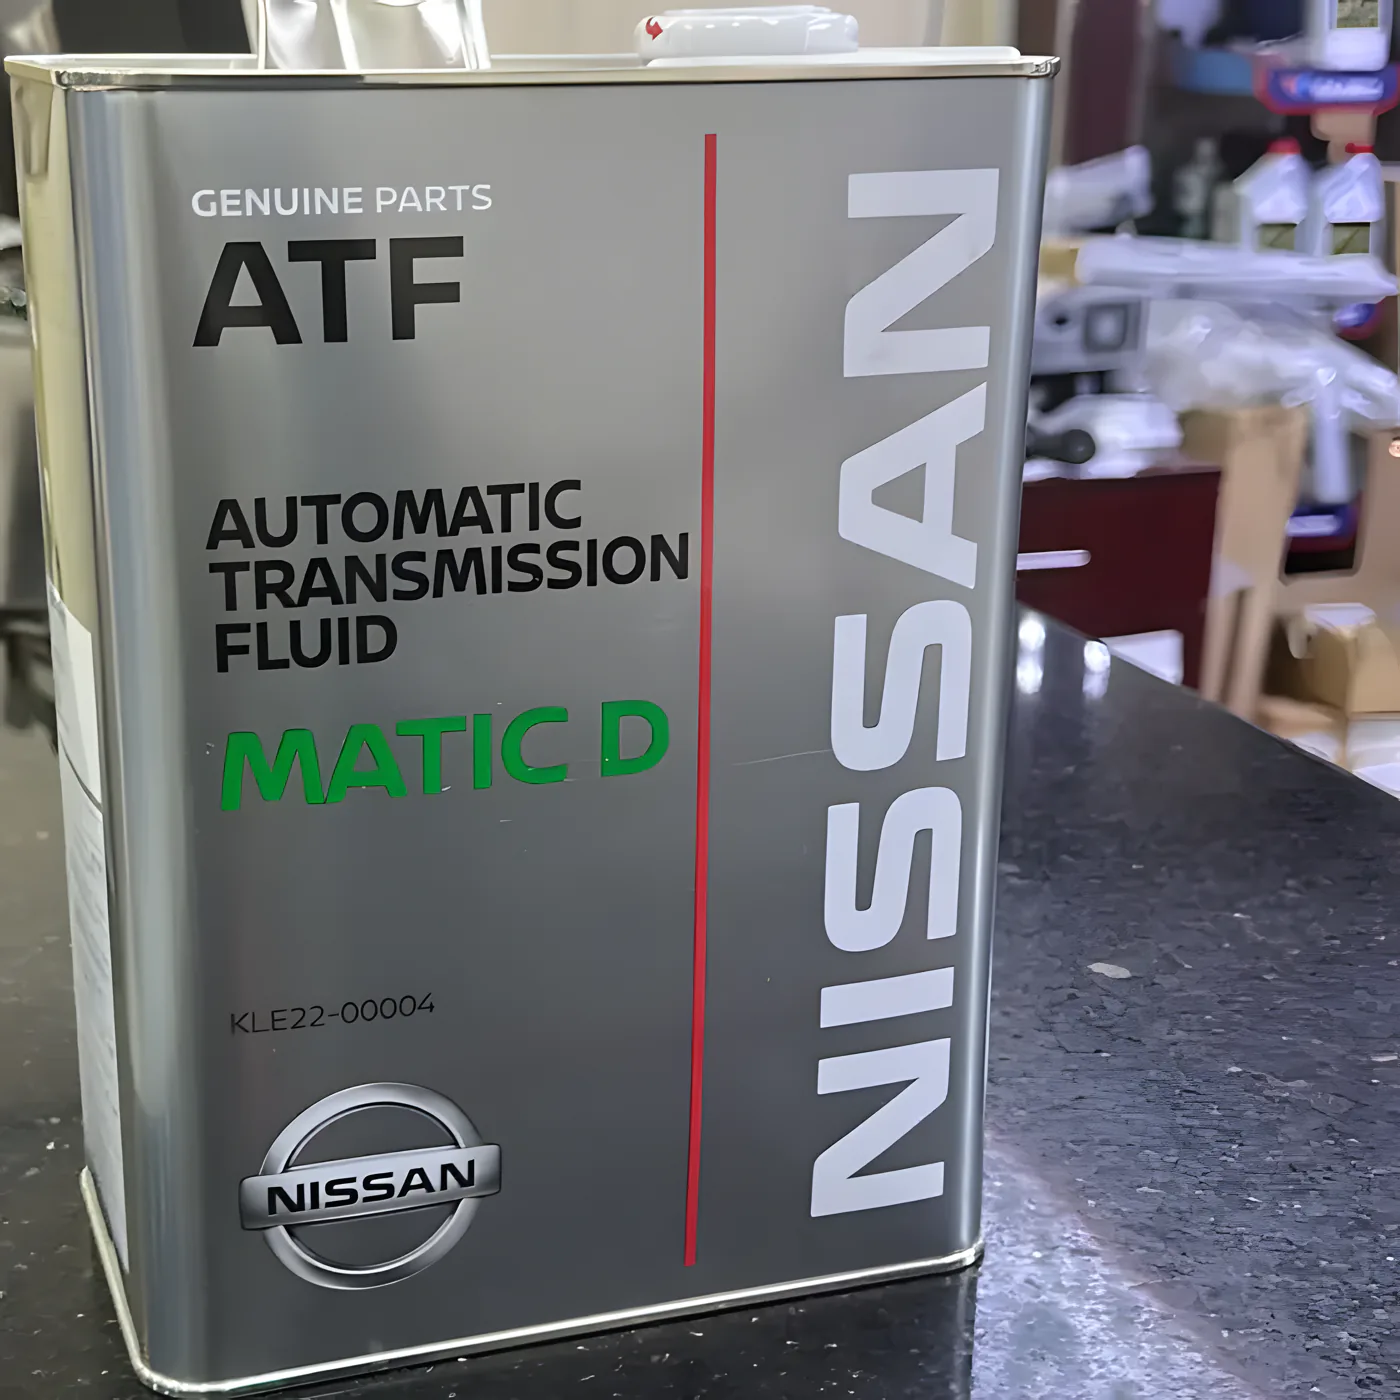 GENUINE PARTS
ATF
AUTOMATIC
TRANSMISSION
FLUID
MATIC D
KLE22-00004
NISSAN
NISSAN